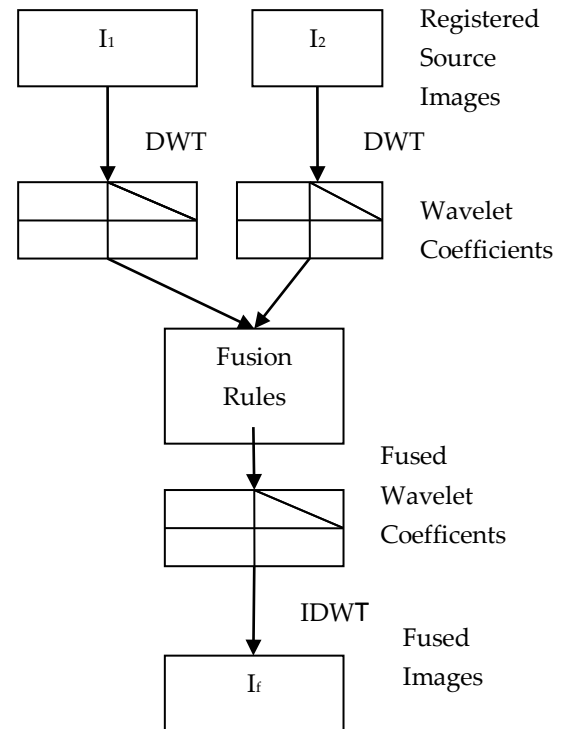 I1
I2
Registered
Source
Images
DWT
DWT
Wavelet
Coefficients
Fusion
Rules
Fused
Wavelet
Coefficents
IDWT
Fused
Images
If